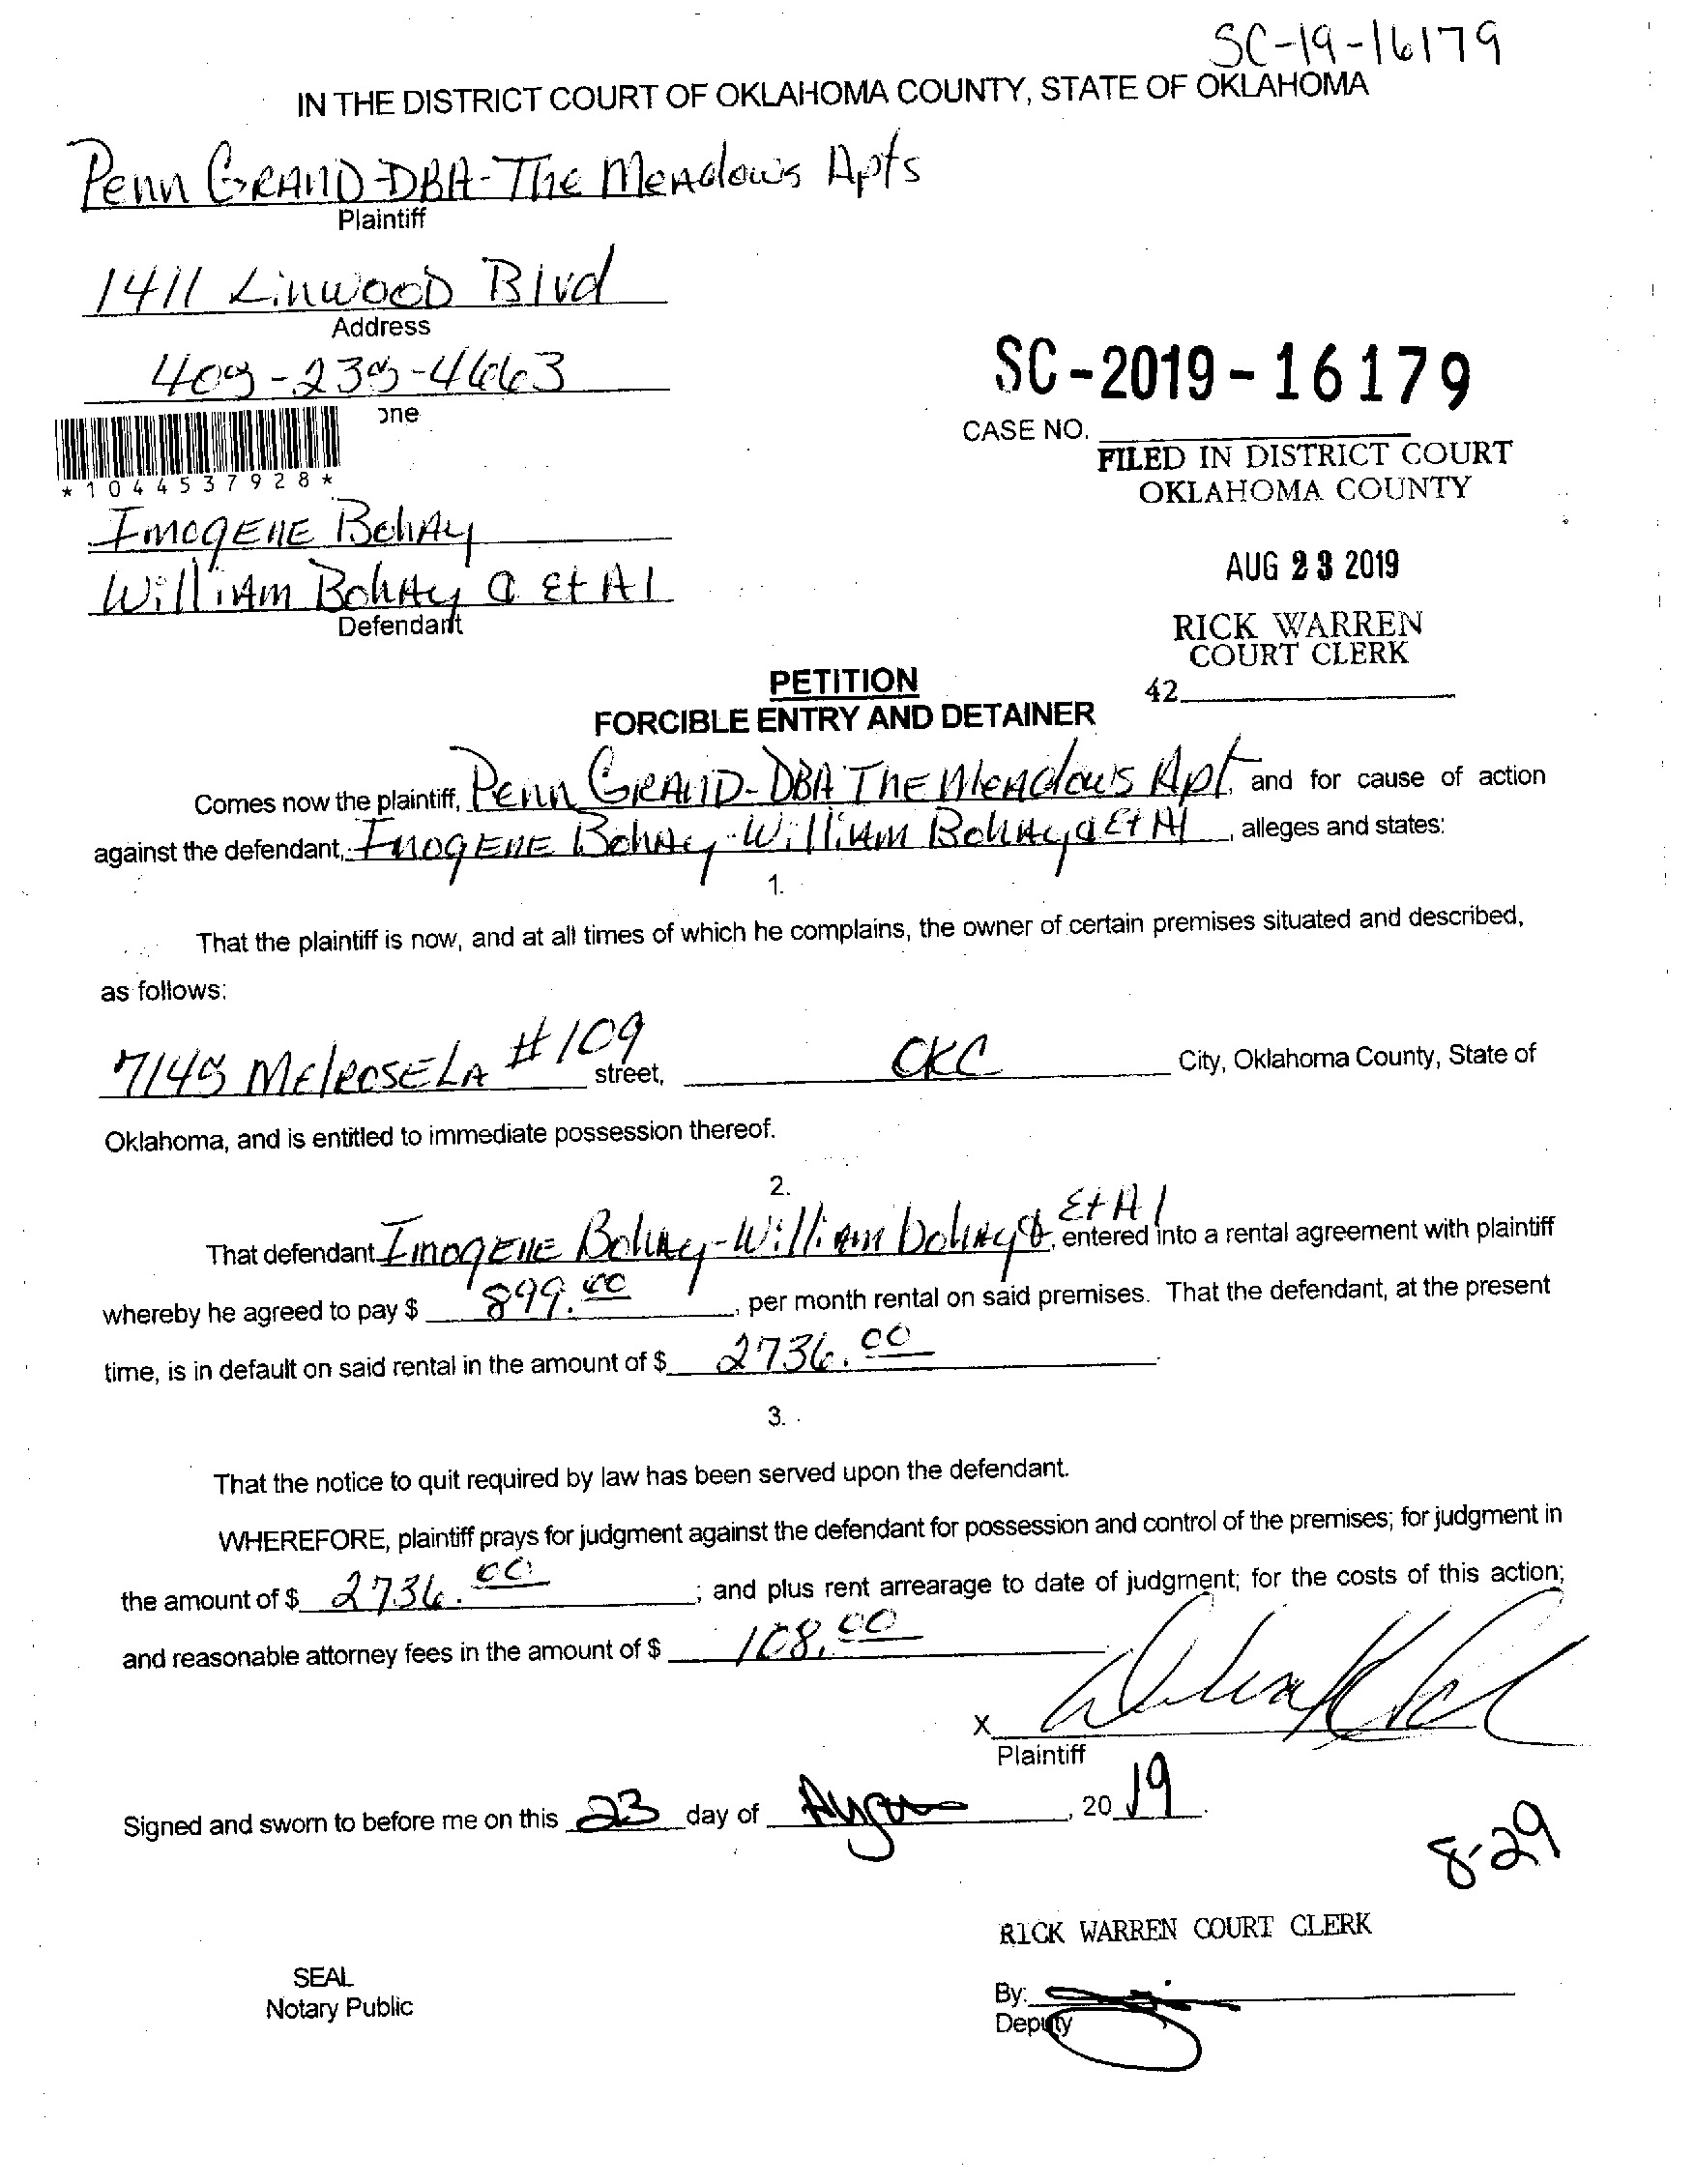 SC-19-16179
IN THE DISTRICT COURT OF OKLAHOMA COUNTY, STATE OF OKLAHOMA
Penn GRAND-DBA-The Meadows Apts
Plaintiff
1411 Linwood Blvd
Address
one
SC-2019-16179
CASE NO.
*1044537928*
FILED IN DISTRICT COURT
OKLAHOMA COUNTY
ImogENE BohAy
William BohAy & Et Al
Defendant
AUG 23 2019
RICK WARREN
COURT CLERK
42
PETITION
FORCIBLE ENTRY AND DETAINER
Comes now the plaintiff, Penn GRAND-DBA The Meadows Apt. and for cause of action
against the defendant, ImogENE BohAy-William BohAy & Et Al, alleges and states:
1.
That the plaintiff is now, and at all times of which he complains, the owner of certain premises situated and described,
as follows:
7145 MelROSE LA #109 street, OKC City, Oklahoma County, State of
Oklahoma, and is entitled to immediate possession thereof.
2.
That defendant ImogENE BohAy-William bohAy & Et Al, entered into a rental agreement with plaintiff
whereby he agreed to pay $ 899.00, per month rental on said premises. That the defendant, at the present
time, is in default on said rental in the amount of $ 2736.00.
3.
That the notice to quit required by law has been served upon the defendant.
WHEREFORE, plaintiff prays for judgment against the defendant for possession and control of the premises; for judgment in
the amount of $ 2736.00; and plus rent arrearage to date of judgment; for the costs of this action;
and reasonable attorney fees in the amount of $ 108.00
X
Plaintiff
Signed and sworn to before me on this 23 day of , 20 19.
8-29
RICK WARREN COURT CLERK
SEAL
Notary Public
By:
Deputy